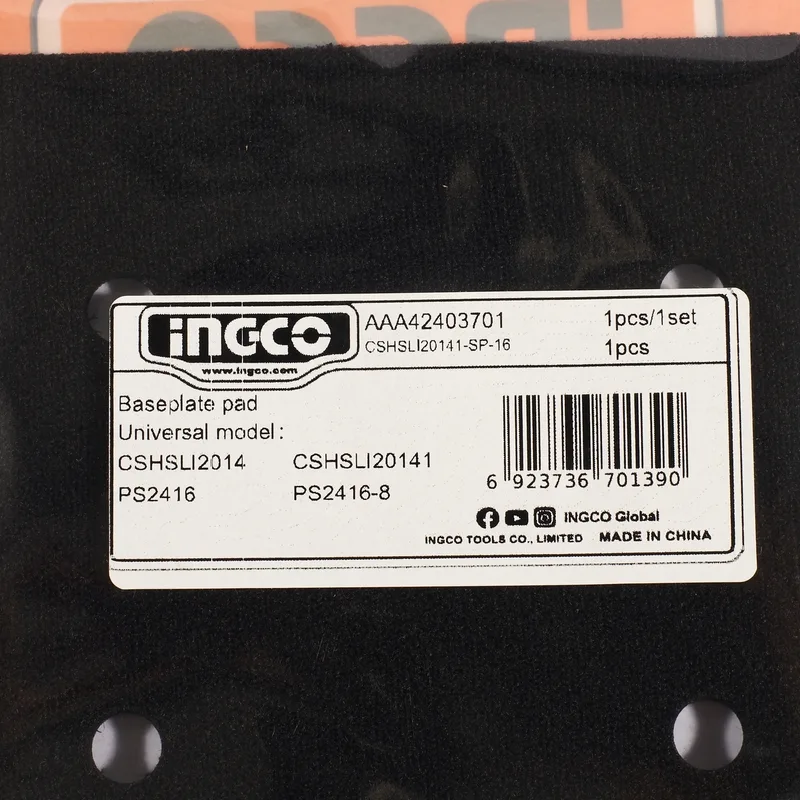 INGCO
www.ingco.com
AAA42403701
1pcs/1set
CSHSLI20141-SP-16
1pcs
Baseplate pad
Universal model:
CSHSLI2014 CSHSLI20141
PS2416 PS2416-8
6 923736 701390
INGCO Global
INGCO TOOLS CO., LIMITED MADE IN CHINA